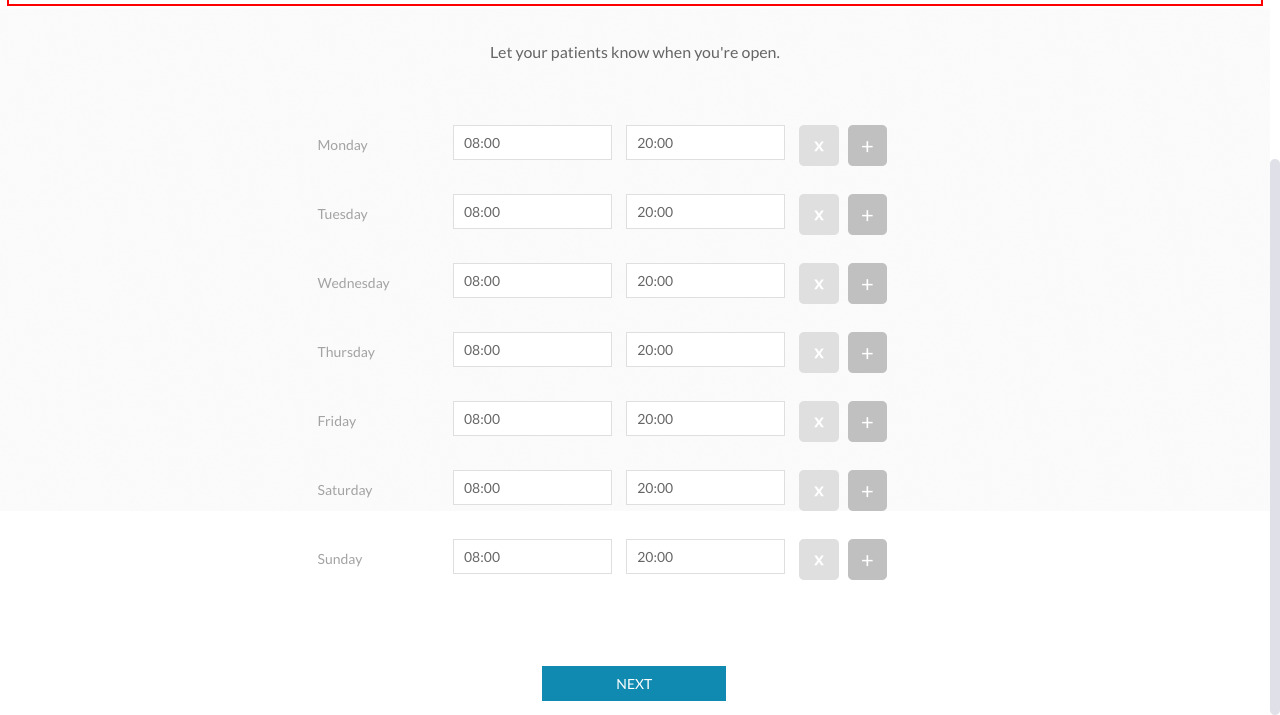 Let your patients know when you're open.
Monday 08:00 20:00 x +
Tuesday 08:00 20:00 x +
Wednesday 08:00 20:00 x +
Thursday 08:00 20:00 x +
Friday 08:00 20:00 x +
Saturday 08:00 20:00 x +
Sunday 08:00 20:00 x +
NEXT